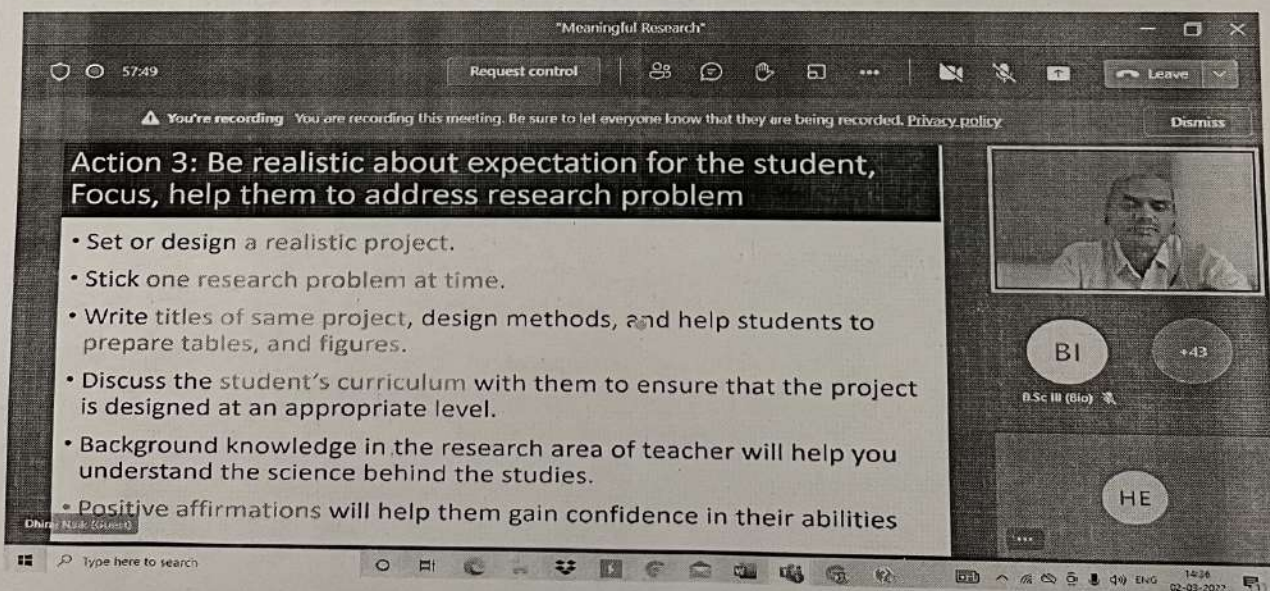 "Meaningful Research"
57:49
Request control
Leave
You're recording You are recording this meeting. Be sure to let everyone know that they are being recorded. Privacy policy
Dismiss
Action 3: Be realistic about expectation for the student,
Focus, help them to address research problem
• Set or design a realistic project.
• Stick one research problem at time.
• Write titles of same project, design methods, and help students to
prepare tables, and figures.
• Discuss the student's curriculum with them to ensure that the project
is designed at an appropriate level.
• Background knowledge in the research area of teacher will help you
understand the science behind the studies.
• Positive affirmations will help them gain confidence in their abilities
Dhiraj Naik (Guest)
BI
+43
B.Sc III (Bio)
HE
Type here to search
ENG
14:36
02-03-2022